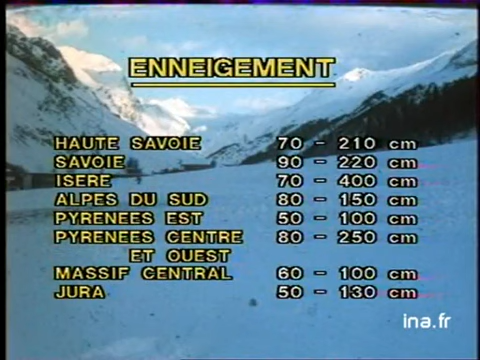 ENNEIGEMENT
HAUTE SAVOIE 70 - 210 cm
SAVOIE 90 - 220 cm
ISERE 70 - 400 cm
ALPES DU SUD 80 - 150 cm
PYRENEES EST 50 - 100 cm
PYRENEES CENTRE 80 - 250 cm
ET OUEST
MASSIF CENTRAL 60 - 100 cm
JURA 50 - 130 cm
ina.fr